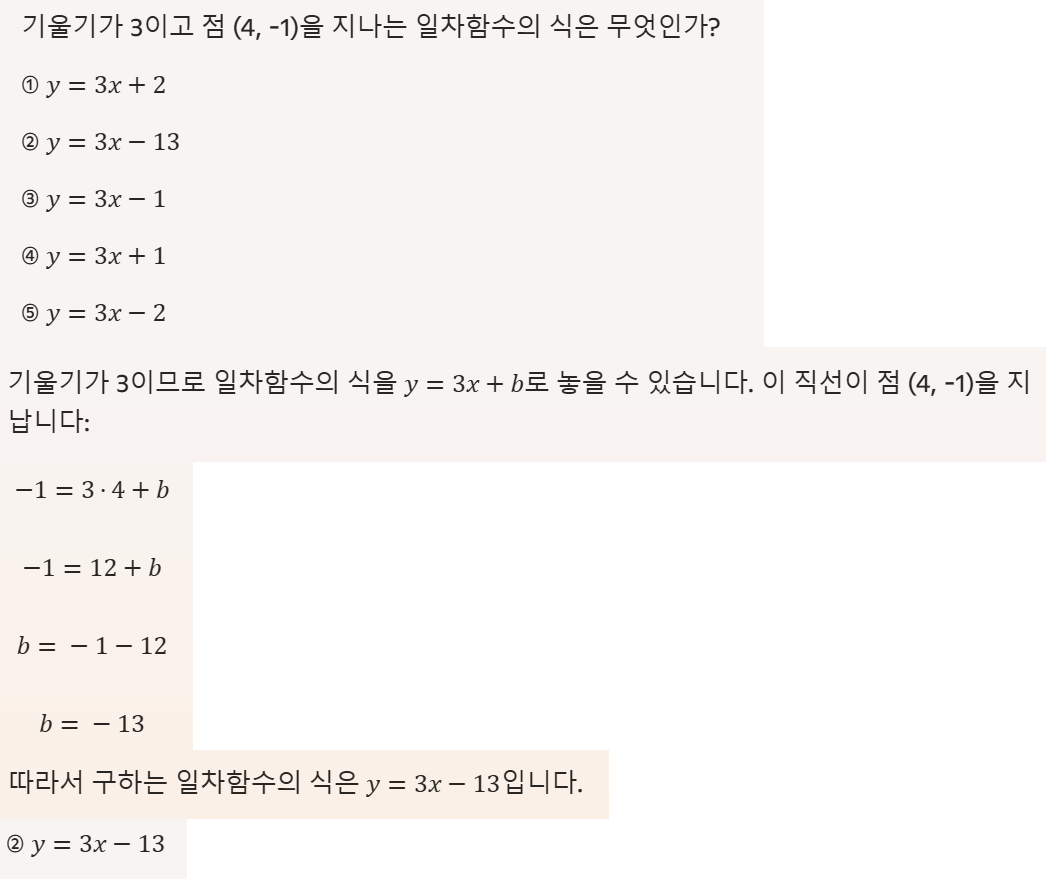 기울기가 3이고 점 (4, -1)을 지나는 일차함수의 식은 무엇인가?
① y = 3x + 2
② y = 3x − 13
③ y = 3x − 1
④ y = 3x + 1
⑤ y = 3x − 2
기울기가 3이므로 일차함수의 식을 y = 3x + b로 놓을 수 있습니다. 이 직선이 점 (4, -1)을 지
납니다:
−1 = 3 · 4 + b
−1 = 12 + b
b = − 1 − 12
b = − 13
따라서 구하는 일차함수의 식은 y = 3x − 13입니다.
② y = 3x − 13